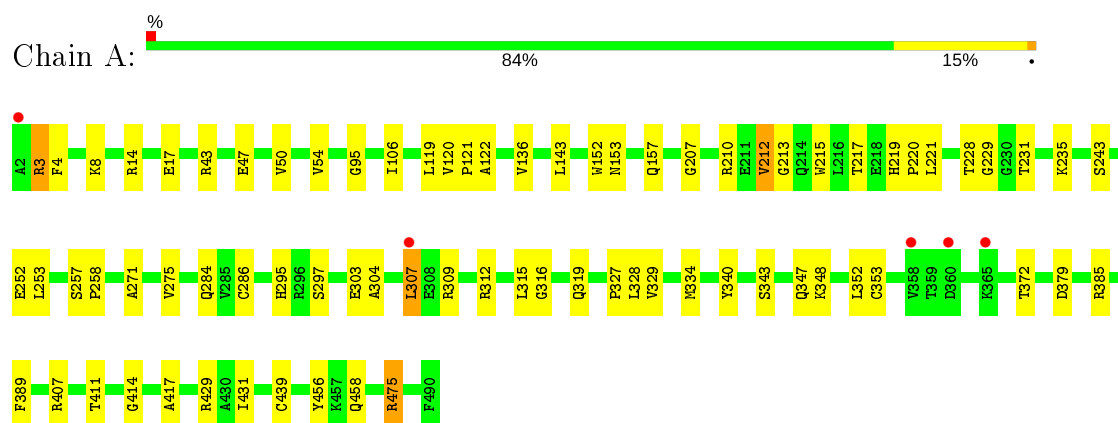 %
Chain A:
84% 15% •
A2 R3 F4 K8 R14 E17 R43 E47 V50 V54 G95 I106 L119 V120 P121 A122 V136 L143 W152 N153 Q157 G207 R210 E211 V212 G213 Q214 W215 L216 T217 E218 H219 P220 L221 T228 G229 G230 T231 K235 S243
E252 L253 S257 P258 A271 V275 Q284 V285 C286 H295 R296 S297 E303 A304 L307 E308 R309 R312 L315 G316 Q319 P327 L328 V329 M334 Y340 S343 Q347 K348 L352 C353 V358 T359 D360 K365 T372 D379 R385
F389 R407 T411 G414 A417 R429 A430 I431 C439 Y456 K457 Q458 R475 F490